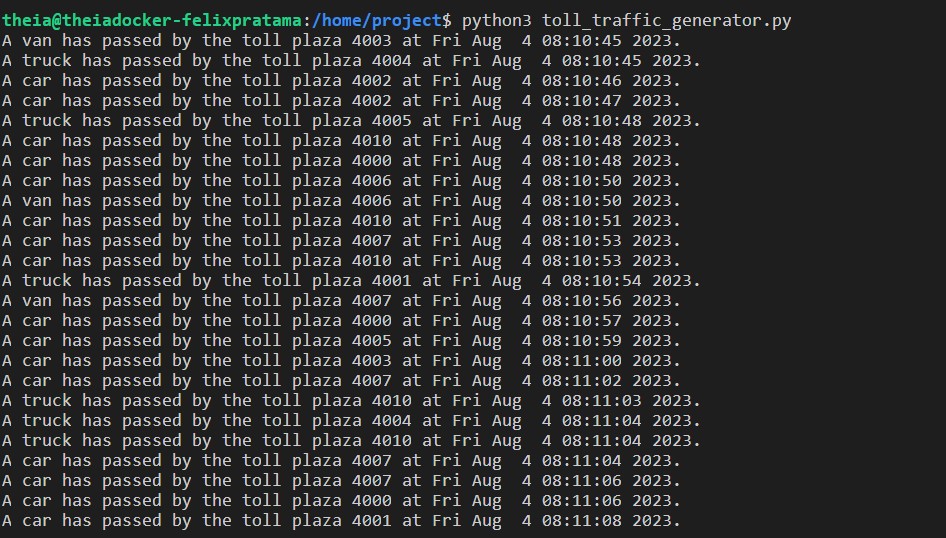 theia@theiadocker-felixpratama:/home/project$ python3 toll_traffic_generator.py
A van has passed by the toll plaza 4003 at Fri Aug  4 08:10:45 2023.
A truck has passed by the toll plaza 4004 at Fri Aug  4 08:10:45 2023.
A car has passed by the toll plaza 4002 at Fri Aug  4 08:10:46 2023.
A car has passed by the toll plaza 4002 at Fri Aug  4 08:10:47 2023.
A truck has passed by the toll plaza 4005 at Fri Aug  4 08:10:48 2023.
A car has passed by the toll plaza 4010 at Fri Aug  4 08:10:48 2023.
A car has passed by the toll plaza 4000 at Fri Aug  4 08:10:48 2023.
A car has passed by the toll plaza 4006 at Fri Aug  4 08:10:50 2023.
A van has passed by the toll plaza 4006 at Fri Aug  4 08:10:50 2023.
A car has passed by the toll plaza 4010 at Fri Aug  4 08:10:51 2023.
A car has passed by the toll plaza 4007 at Fri Aug  4 08:10:53 2023.
A car has passed by the toll plaza 4010 at Fri Aug  4 08:10:53 2023.
A truck has passed by the toll plaza 4001 at Fri Aug  4 08:10:54 2023.
A van has passed by the toll plaza 4007 at Fri Aug  4 08:10:56 2023.
A car has passed by the toll plaza 4000 at Fri Aug  4 08:10:57 2023.
A car has passed by the toll plaza 4005 at Fri Aug  4 08:10:59 2023.
A car has passed by the toll plaza 4003 at Fri Aug  4 08:11:00 2023.
A car has passed by the toll plaza 4007 at Fri Aug  4 08:11:02 2023.
A truck has passed by the toll plaza 4010 at Fri Aug  4 08:11:03 2023.
A truck has passed by the toll plaza 4004 at Fri Aug  4 08:11:04 2023.
A truck has passed by the toll plaza 4010 at Fri Aug  4 08:11:04 2023.
A car has passed by the toll plaza 4007 at Fri Aug  4 08:11:04 2023.
A car has passed by the toll plaza 4007 at Fri Aug  4 08:11:06 2023.
A car has passed by the toll plaza 4000 at Fri Aug  4 08:11:06 2023.
A car has passed by the toll plaza 4001 at Fri Aug  4 08:11:08 2023.